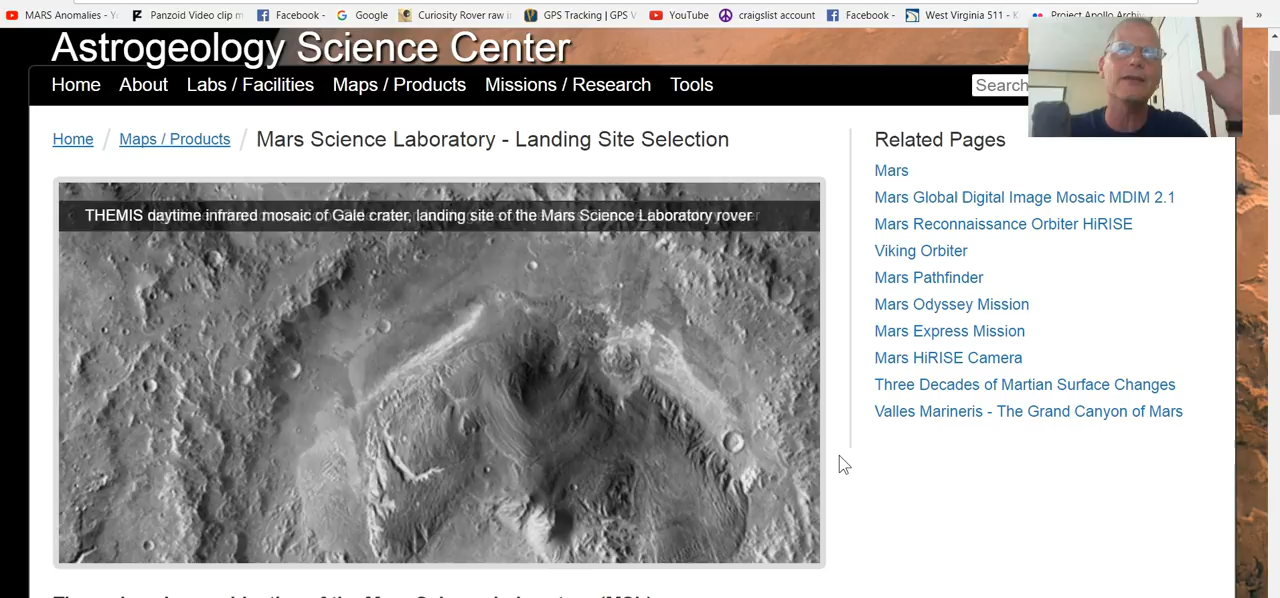 MARS Anomalies - Y Panzoid Video clip m Facebook - Google Curiosity Rover raw i GPS Tracking | GPS V YouTube craigslist account Facebook - West Virginia 511 - K Project Apollo Archiv »
Astrogeology Science Center
Home About Labs / Facilities Maps / Products Missions / Research Tools Search
Home / Maps / Products / Mars Science Laboratory - Landing Site Selection
THEMIS daytime infrared mosaic of Gale crater, landing site of the Mars Science Laboratory rover
Related Pages
Mars
Mars Global Digital Image Mosaic MDIM 2.1
Mars Reconnaissance Orbiter HiRISE
Viking Orbiter
Mars Pathfinder
Mars Odyssey Mission
Mars Express Mission
Mars HiRISE Camera
Three Decades of Martian Surface Changes
Valles Marineris - The Grand Canyon of Mars